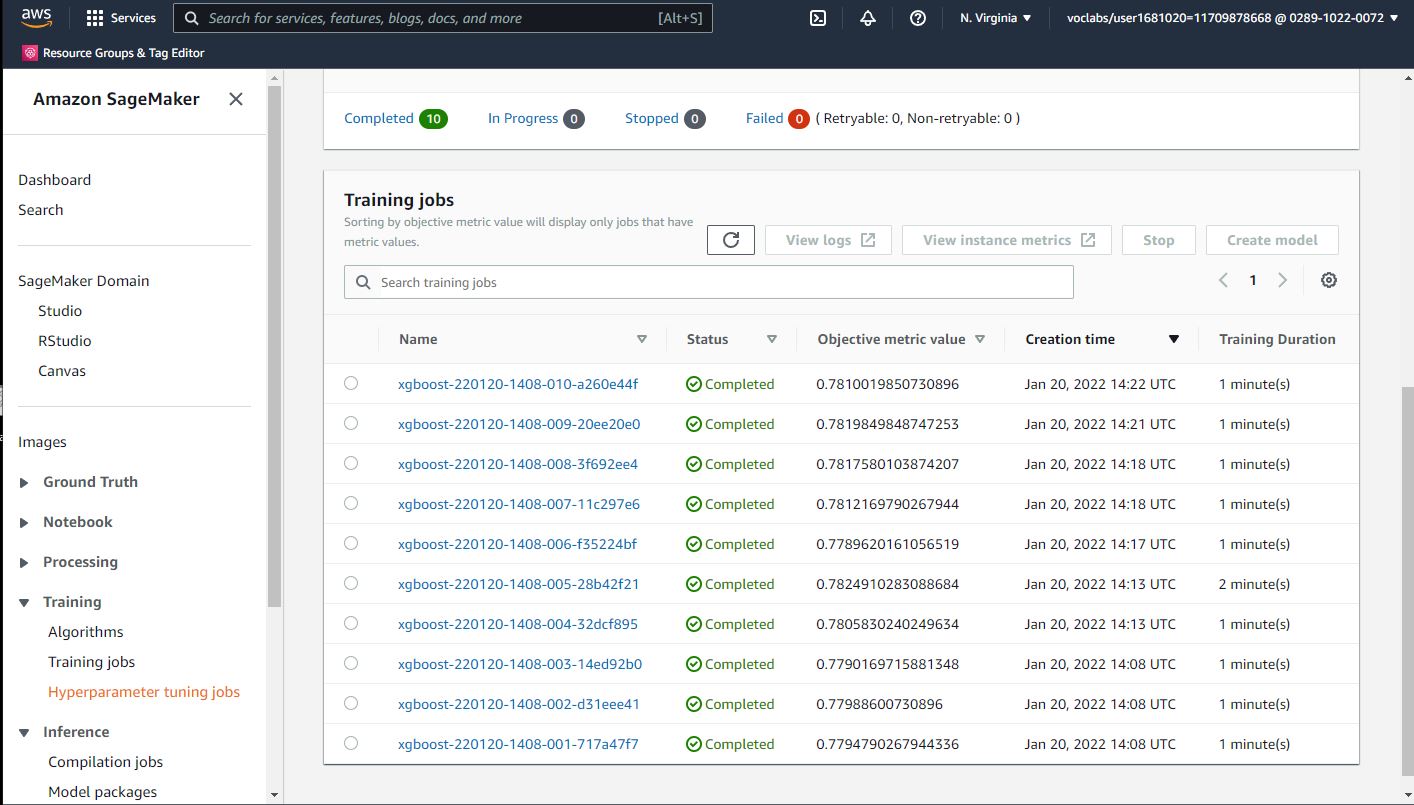 aws
Services
Search for services, features, blogs, docs, and more
[Alt+S]
N. Virginia
voclabs/user1681020=11709878668 @ 0289-1022-0072
Resource Groups & Tag Editor
Amazon SageMaker
Dashboard
Search
SageMaker Domain
Studio
RStudio
Canvas
Images
Ground Truth
Notebook
Processing
Training
Algorithms
Training jobs
Hyperparameter tuning jobs
Inference
Compilation jobs
Model packages
Completed 10 In Progress 0 Stopped 0 Failed 0 ( Retryable: 0, Non-retryable: 0 )
Training jobs
Sorting by objective metric value will display only jobs that have
metric values.
View logs View instance metrics Stop Create model
Search training jobs
1
Name Status Objective metric value Creation time Training Duration
xgboost-220120-1408-010-a260e44f Completed 0.7810019850730896 Jan 20, 2022 14:22 UTC 1 minute(s)
xgboost-220120-1408-009-20ee20e0 Completed 0.7819849848747253 Jan 20, 2022 14:21 UTC 1 minute(s)
xgboost-220120-1408-008-3f692ee4 Completed 0.7817580103874207 Jan 20, 2022 14:18 UTC 1 minute(s)
xgboost-220120-1408-007-11c297e6 Completed 0.7812169790267944 Jan 20, 2022 14:18 UTC 1 minute(s)
xgboost-220120-1408-006-f35224bf Completed 0.7789620161056519 Jan 20, 2022 14:17 UTC 1 minute(s)
xgboost-220120-1408-005-28b42f21 Completed 0.7824910283088684 Jan 20, 2022 14:13 UTC 2 minute(s)
xgboost-220120-1408-004-32dcf895 Completed 0.7805830240249634 Jan 20, 2022 14:13 UTC 1 minute(s)
xgboost-220120-1408-003-14ed92b0 Completed 0.7790169715881348 Jan 20, 2022 14:08 UTC 1 minute(s)
xgboost-220120-1408-002-d31eee41 Completed 0.77988600730896 Jan 20, 2022 14:08 UTC 1 minute(s)
xgboost-220120-1408-001-717a47f7 Completed 0.7794790267944336 Jan 20, 2022 14:08 UTC 1 minute(s)